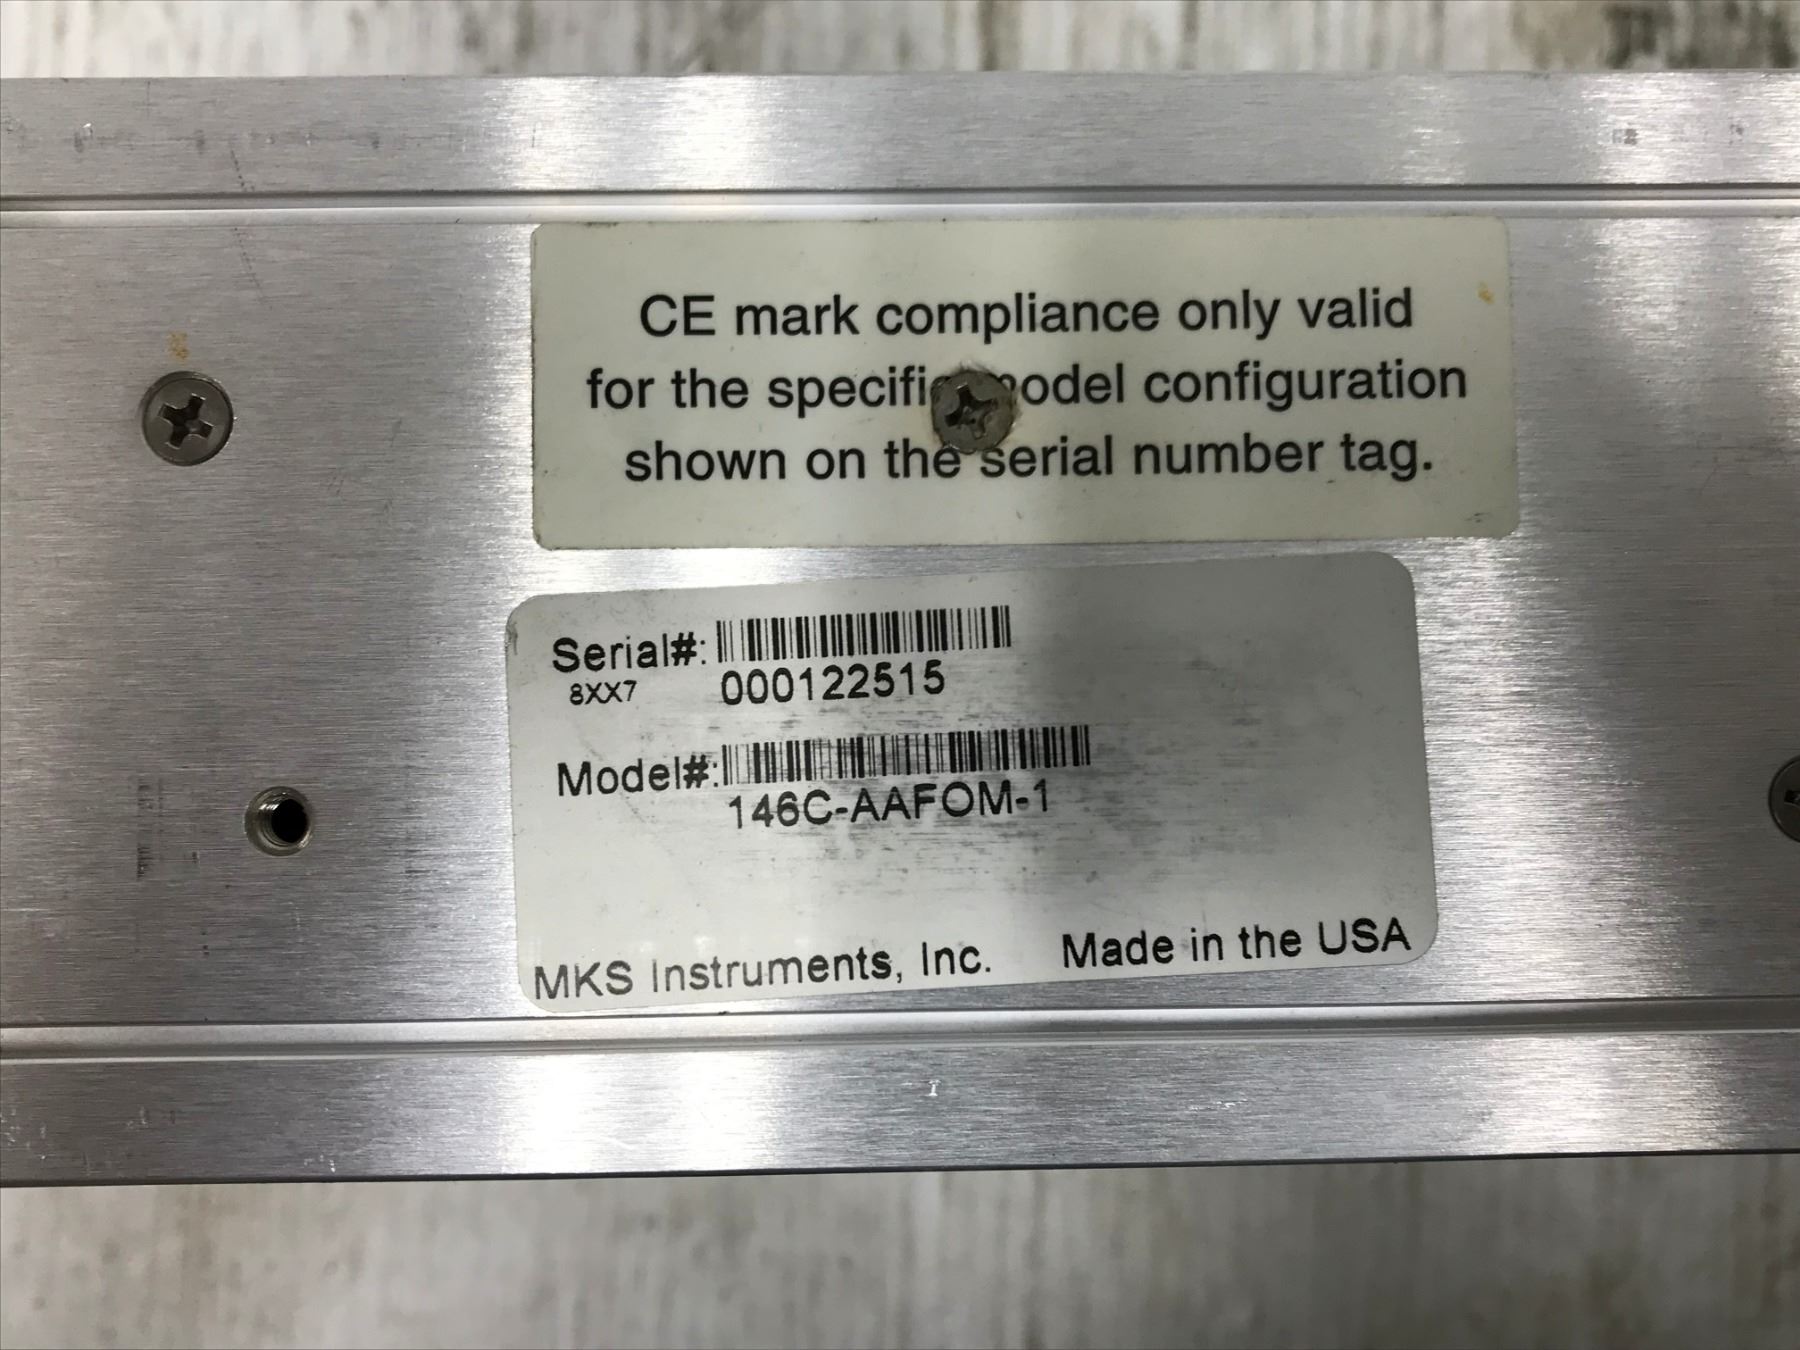 CE mark compliance only valid
for the specific model configuration
shown on the serial number tag.
Serial#:
8XX7 000122515
Model#:
146C-AAFOM-1
MKS Instruments, Inc. Made in the USA